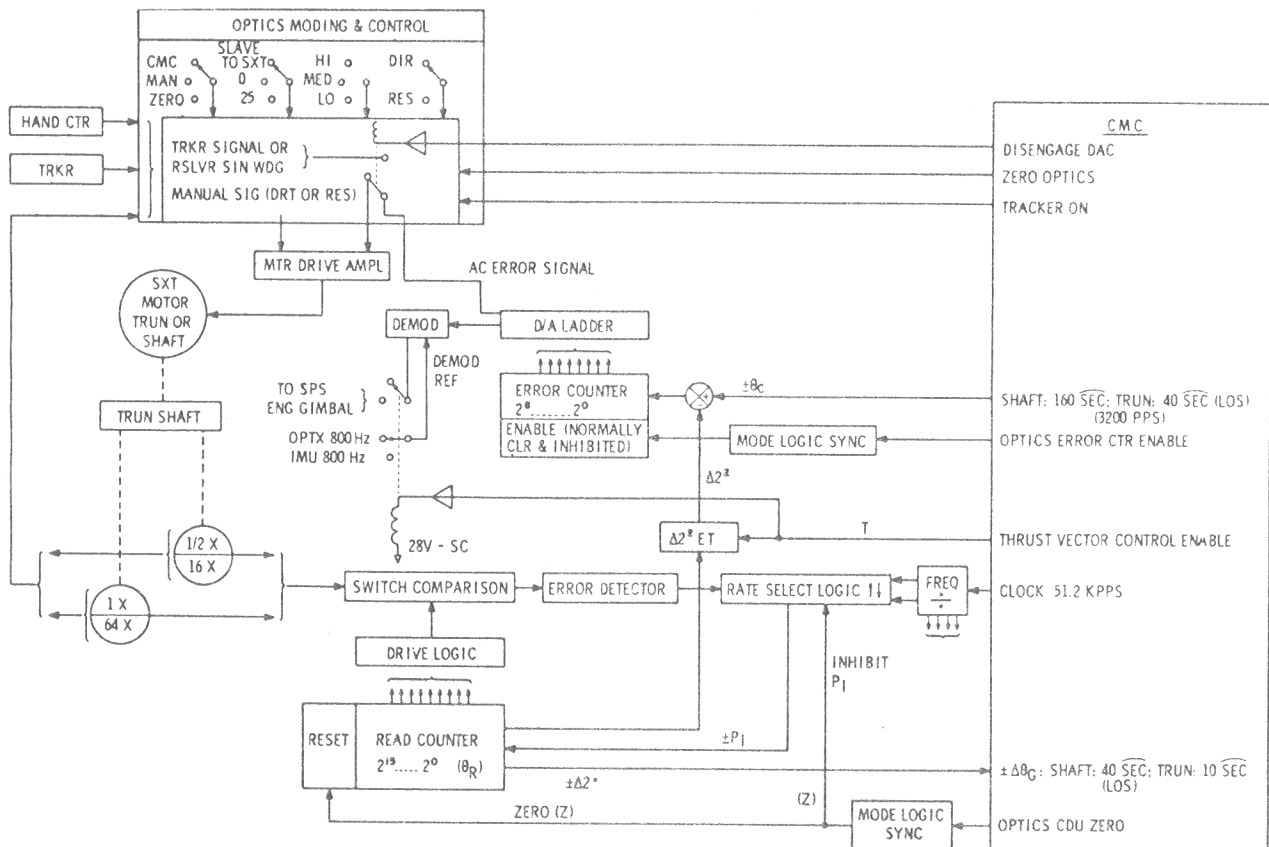 OPTICS MODING & CONTROL
SLAVE
CMC
TO SXT
HI
DIR
MAN
0
MED
ZERO
25
LO
RES
HAND CTR
TRKR
TRKR SIGNAL OR
RSLVR SIN WDG
MANUAL SIG (DRT OR RES)
CMC
DISENGAGE DAC
ZERO OPTICS
TRACKER ON
MTR DRIVE AMPL
AC ERROR SIGNAL
SXT
MOTOR
TRUN OR
SHAFT
DEMOD
D/A LADDER
DEMOD
REF
TO SPS
ENG GIMBAL
ERROR COUNTER
2⁸.......2⁰
±θc
SHAFT: 160 SEC; TRUN: 40 SEC (LOS)
(3200 PPS)
TRUN SHAFT
OPTX 800 Hz
IMU 800 Hz
ENABLE (NORMALLY
CLR & INHIBITED)
MODE LOGIC SYNC
OPTICS ERROR CTR ENABLE
Δ2²
1/2 X
16 X
28V - SC
Δ2² ET
T
THRUST VECTOR CONTROL ENABLE
1 X
64 X
SWITCH COMPARISON
ERROR DETECTOR
RATE SELECT LOGIC ↑↓
FREQ
÷
CLOCK 51.2 KPPS
DRIVE LOGIC
INHIBIT
P I
RESET
READ COUNTER
2¹⁵..... 2⁰ (θR)
±P I
±Δ2°
±ΔθG: SHAFT: 40 SEC; TRUN: 10 SEC
(LOS)
ZERO (Z)
(Z)
MODE LOGIC
SYNC
OPTICS CDU ZERO